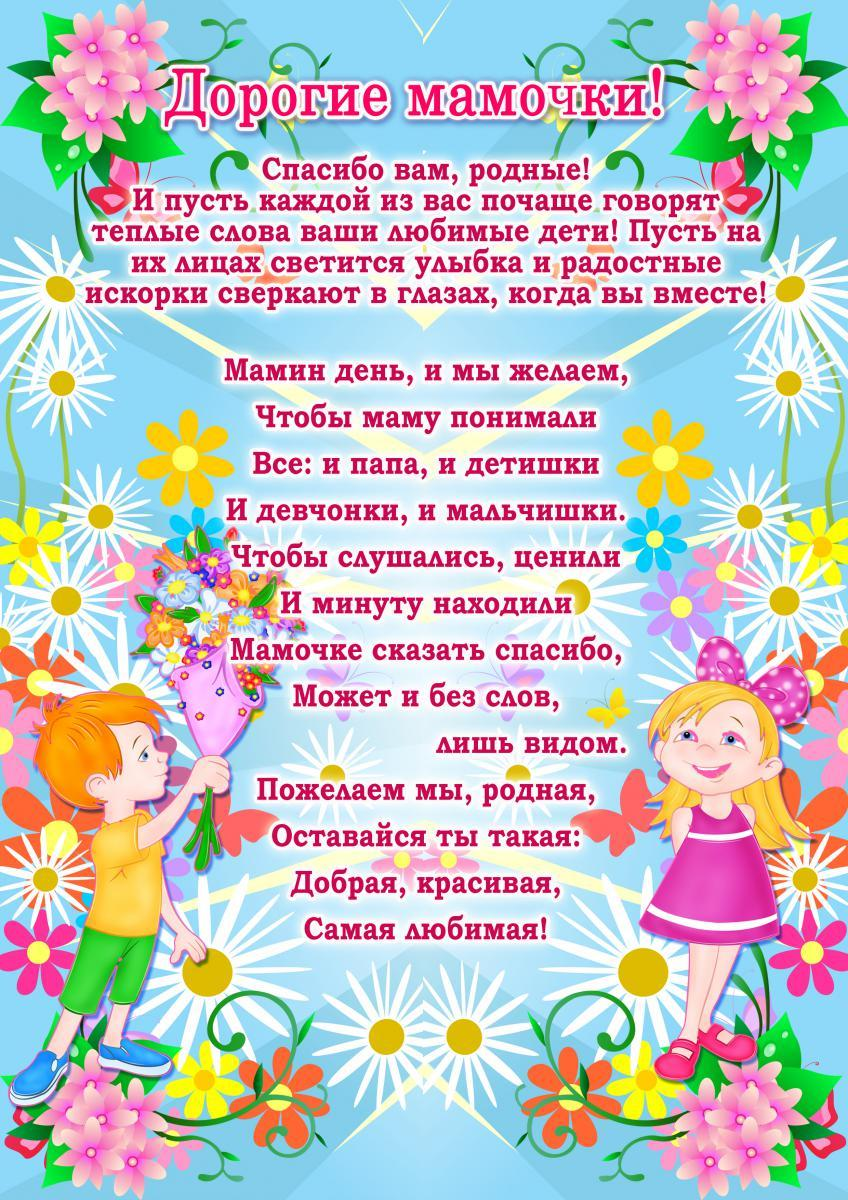 Дорогие мамочки!
Спасибо вам, родные!
И пусть каждой из вас почаще говорят
теплые слова ваши любимые дети! Пусть на
их лицах светится улыбка и радостные
искорки сверкают в глазах, когда вы вместе!
Мамин день, и мы желаем,
Чтобы маму понимали
Все: и папа, и детишки
И девчонки, и мальчишки.
Чтобы слушались, ценили
И минуту находили
Мамочке сказать спасибо,
Может и без слов,
лишь видом.
Пожелаем мы, родная,
Оставайся ты такая:
Добрая, красивая,
Самая любимая!